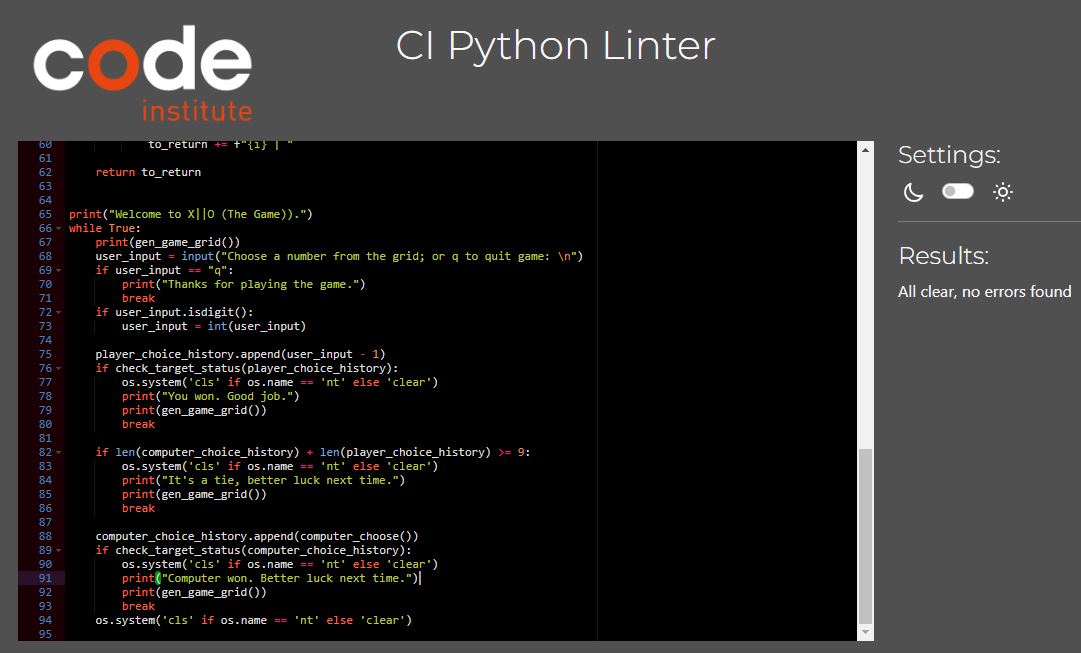 code
institute
CI Python Linter
60 to_return += f"{i} | "
61
62 return to_return
63
64
65 print("Welcome to X||O (The Game)).")
66 while True:
67 print(gen_game_grid())
68 user_input = input("Choose a number from the grid; or q to quit game: \n")
69 if user_input == "q":
70 print("Thanks for playing the game.")
71 break
72 if user_input.isdigit():
73 user_input = int(user_input)
74
75 player_choice_history.append(user_input - 1)
76 if check_target_status(player_choice_history):
77 os.system('cls' if os.name == 'nt' else 'clear')
78 print("You won. Good job.")
79 print(gen_game_grid())
80 break
81
82 if len(computer_choice_history) + len(player_choice_history) >= 9:
83 os.system('cls' if os.name == 'nt' else 'clear')
84 print("It's a tie, better luck next time.")
85 print(gen_game_grid())
86 break
87
88 computer_choice_history.append(computer_choose())
89 if check_target_status(computer_choice_history):
90 os.system('cls' if os.name == 'nt' else 'clear')
91 print("Computer won. Better luck next time.")
92 print(gen_game_grid())
93 break
94 os.system('cls' if os.name == 'nt' else 'clear')
95
Settings:
Results:
All clear, no errors found